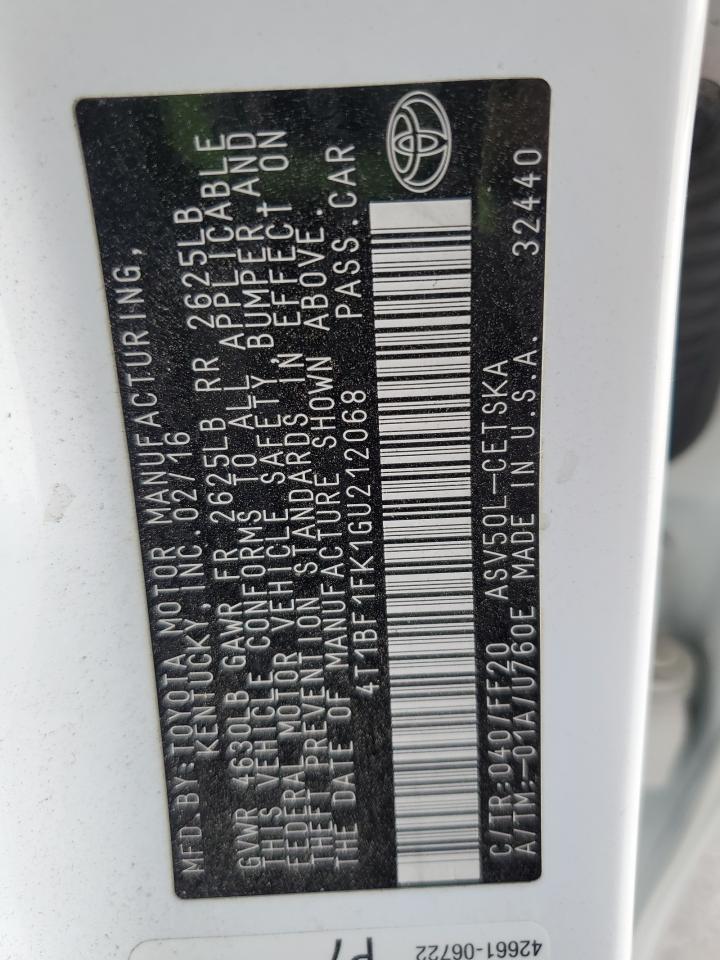 MFD.BY:TOYOTA MOTOR MANUFACTURING,
KENTUCKY, INC.02/16
GVWR 4630LB GAWR FR 2625LB RR 2625LB
THIS VEHICLE CONFORMS TO ALL APPLICABLE
FEDERAL MOTOR VEHICLE SAFETY, BUMPER AND
THEFT PREVENTION STANDARDS IN EFFECT ON
THE DATE OF MANUFACTURE SHOWN ABOVE.
4T1BF1FK1GU212068 PASS.CAR
C/TR:040/FF20 ASV50L-CETSKA
A/TM:-01A/U760E MADE IN U.S.A. 32440
42661-06722